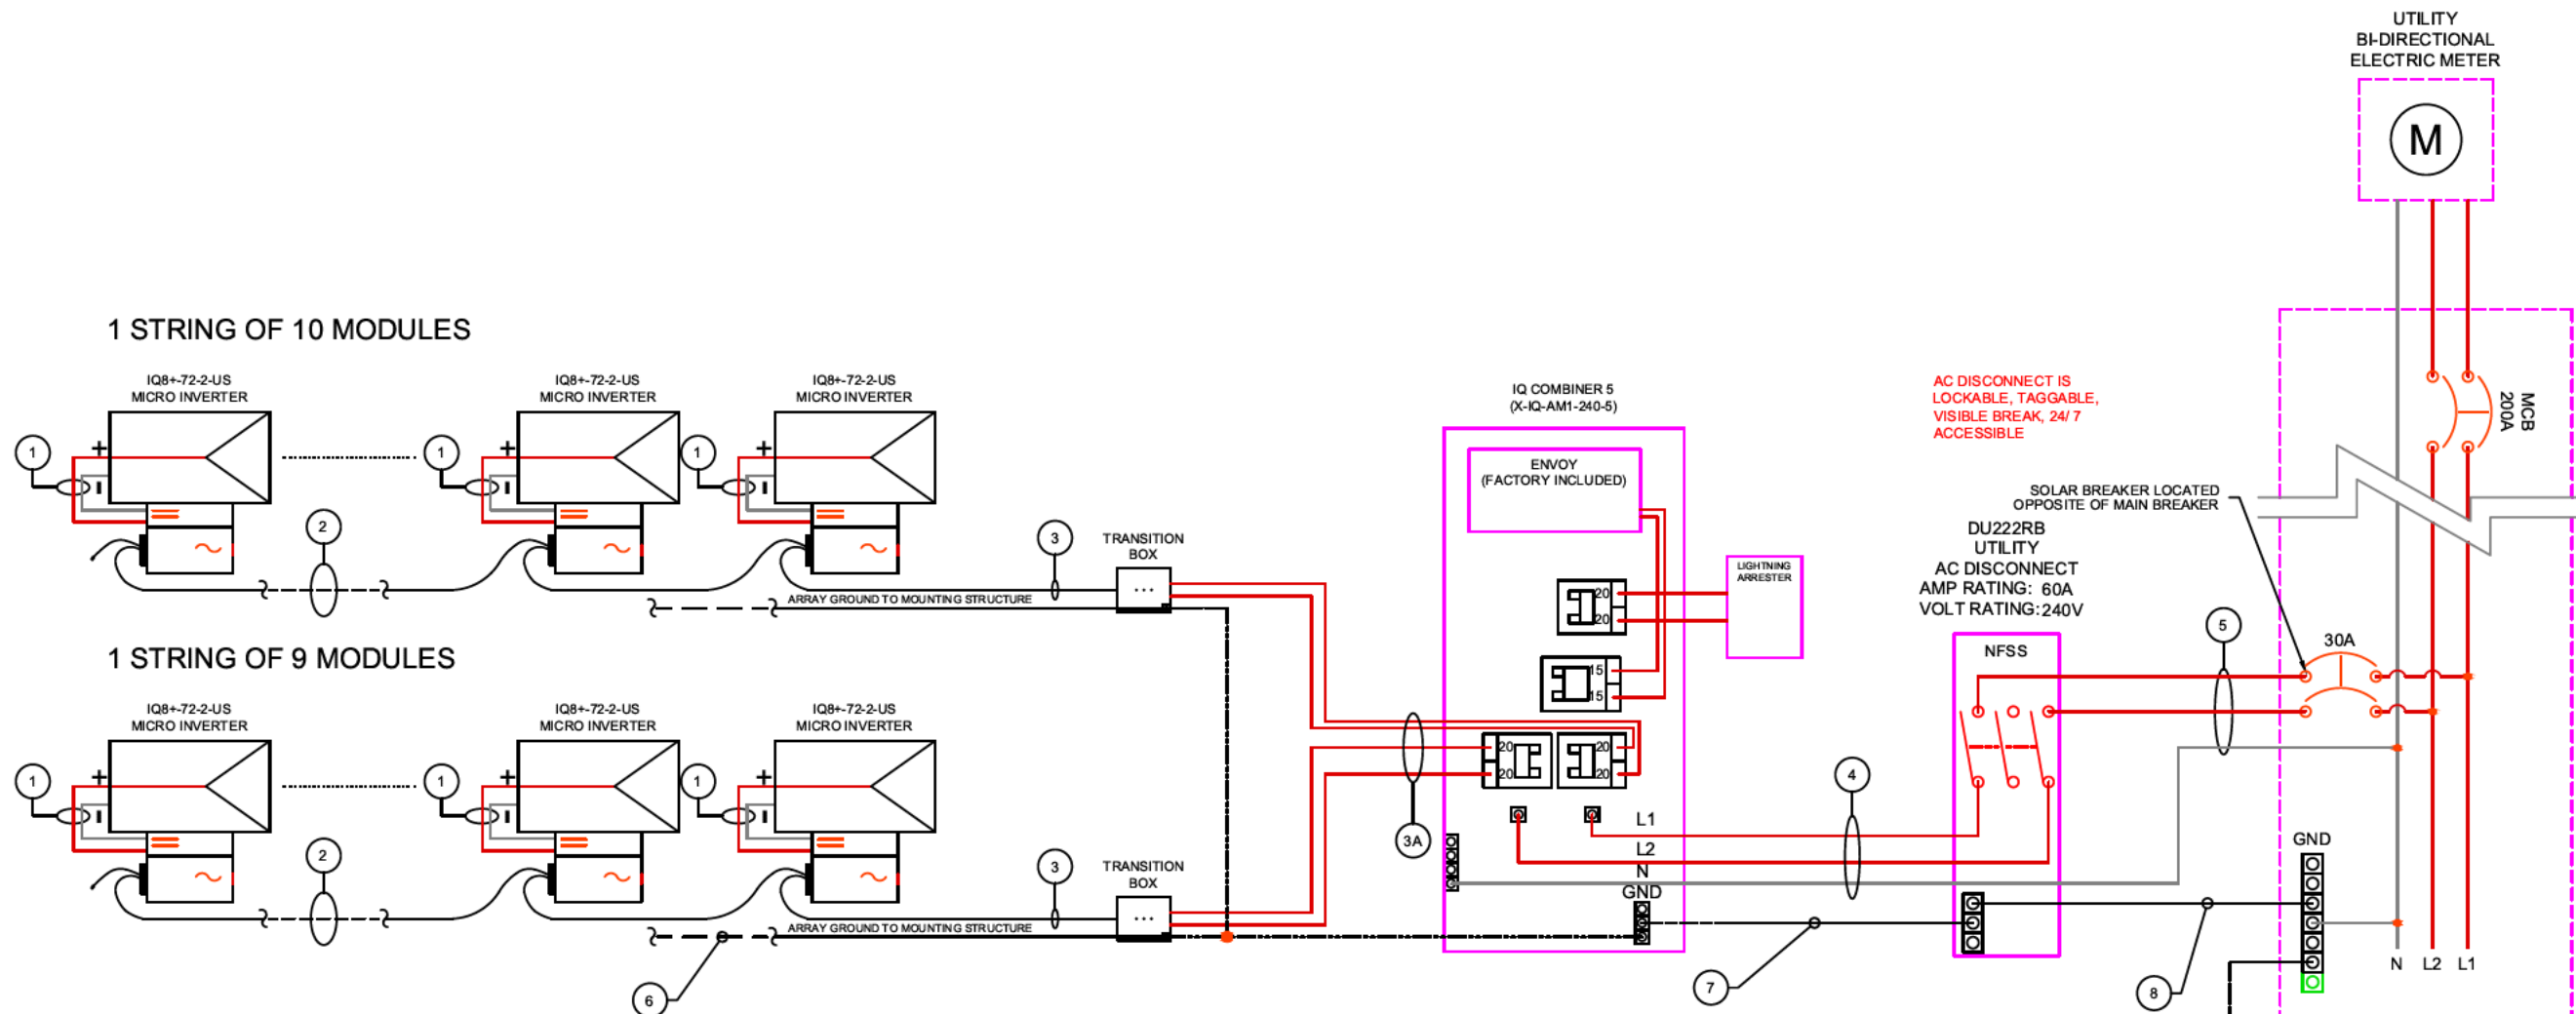 UTILITY
BI-DIRECTIONAL
ELECTRIC METER
M
1 STRING OF 10 MODULES
IQ8+-72-2-US
MICRO INVERTER
IQ8+-72-2-US
MICRO INVERTER
IQ8+-72-2-US
MICRO INVERTER
1
1
1
2
3
TRANSITION
BOX
ARRAY GROUND TO MOUNTING STRUCTURE
1 STRING OF 9 MODULES
IQ8+-72-2-US
MICRO INVERTER
IQ8+-72-2-US
MICRO INVERTER
IQ8+-72-2-US
MICRO INVERTER
1
1
1
2
3
TRANSITION
BOX
ARRAY GROUND TO MOUNTING STRUCTURE
6
3A
IQ COMBINER 5
(X-IQ-AM1-240-5)
ENVOY
(FACTORY INCLUDED)
LIGHTNING
ARRESTER
20
20
15
15
20
20
20
20
L1
L2
N
GND
7
4
AC DISCONNECT IS
LOCKABLE, TAGGABLE,
VISIBLE BREAK, 24/7
ACCESSIBLE
SOLAR BREAKER LOCATED
OPPOSITE OF MAIN BREAKER
DU222RB
UTILITY
AC DISCONNECT
AMP RATING: 60A
VOLT RATING:240V
NFSS
5
30A
MCB
200A
GND
8
N L2 L1